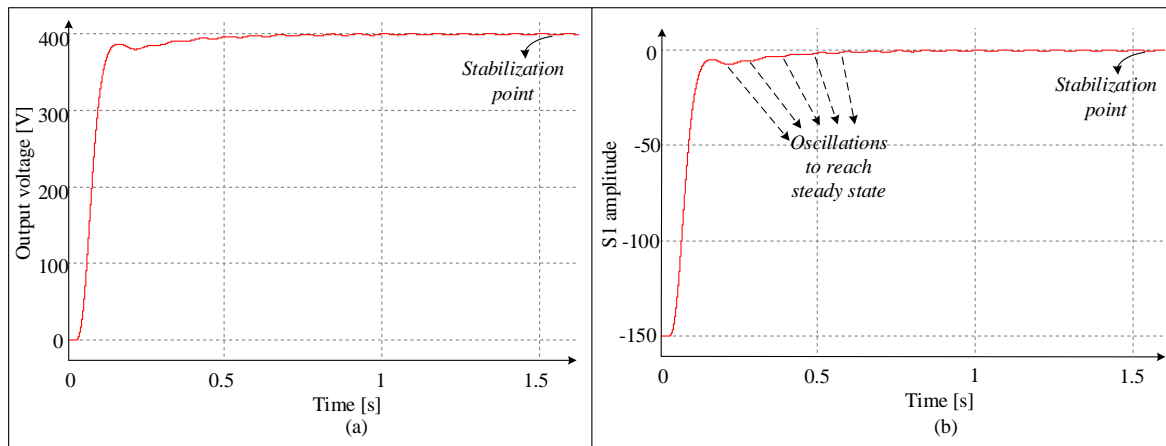 Output voltage [V]
400
300
200
100
0
0
0.5
1
1.5
Time [s]
(a)
Stabilization
point
S1 amplitude
0
-50
-100
-150
0
0.5
1
1.5
Time [s]
(b)
Oscillations
to reach
steady state
Stabilization
point